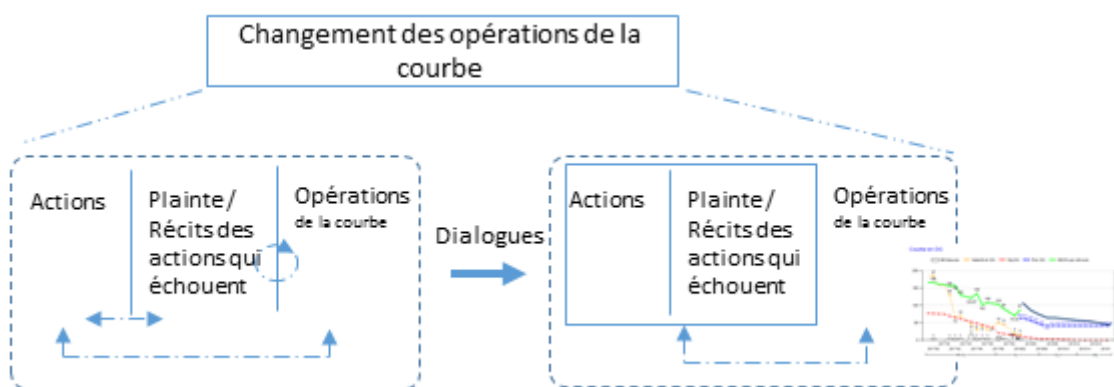 Changement des opérations de la
courbe
Actions
Plainte /
Récits des
actions qui
échouent
Opérations
de la courbe
Dialogues
Actions
Plainte /
Récits des
actions qui
échouent
Opérations
de la courbe